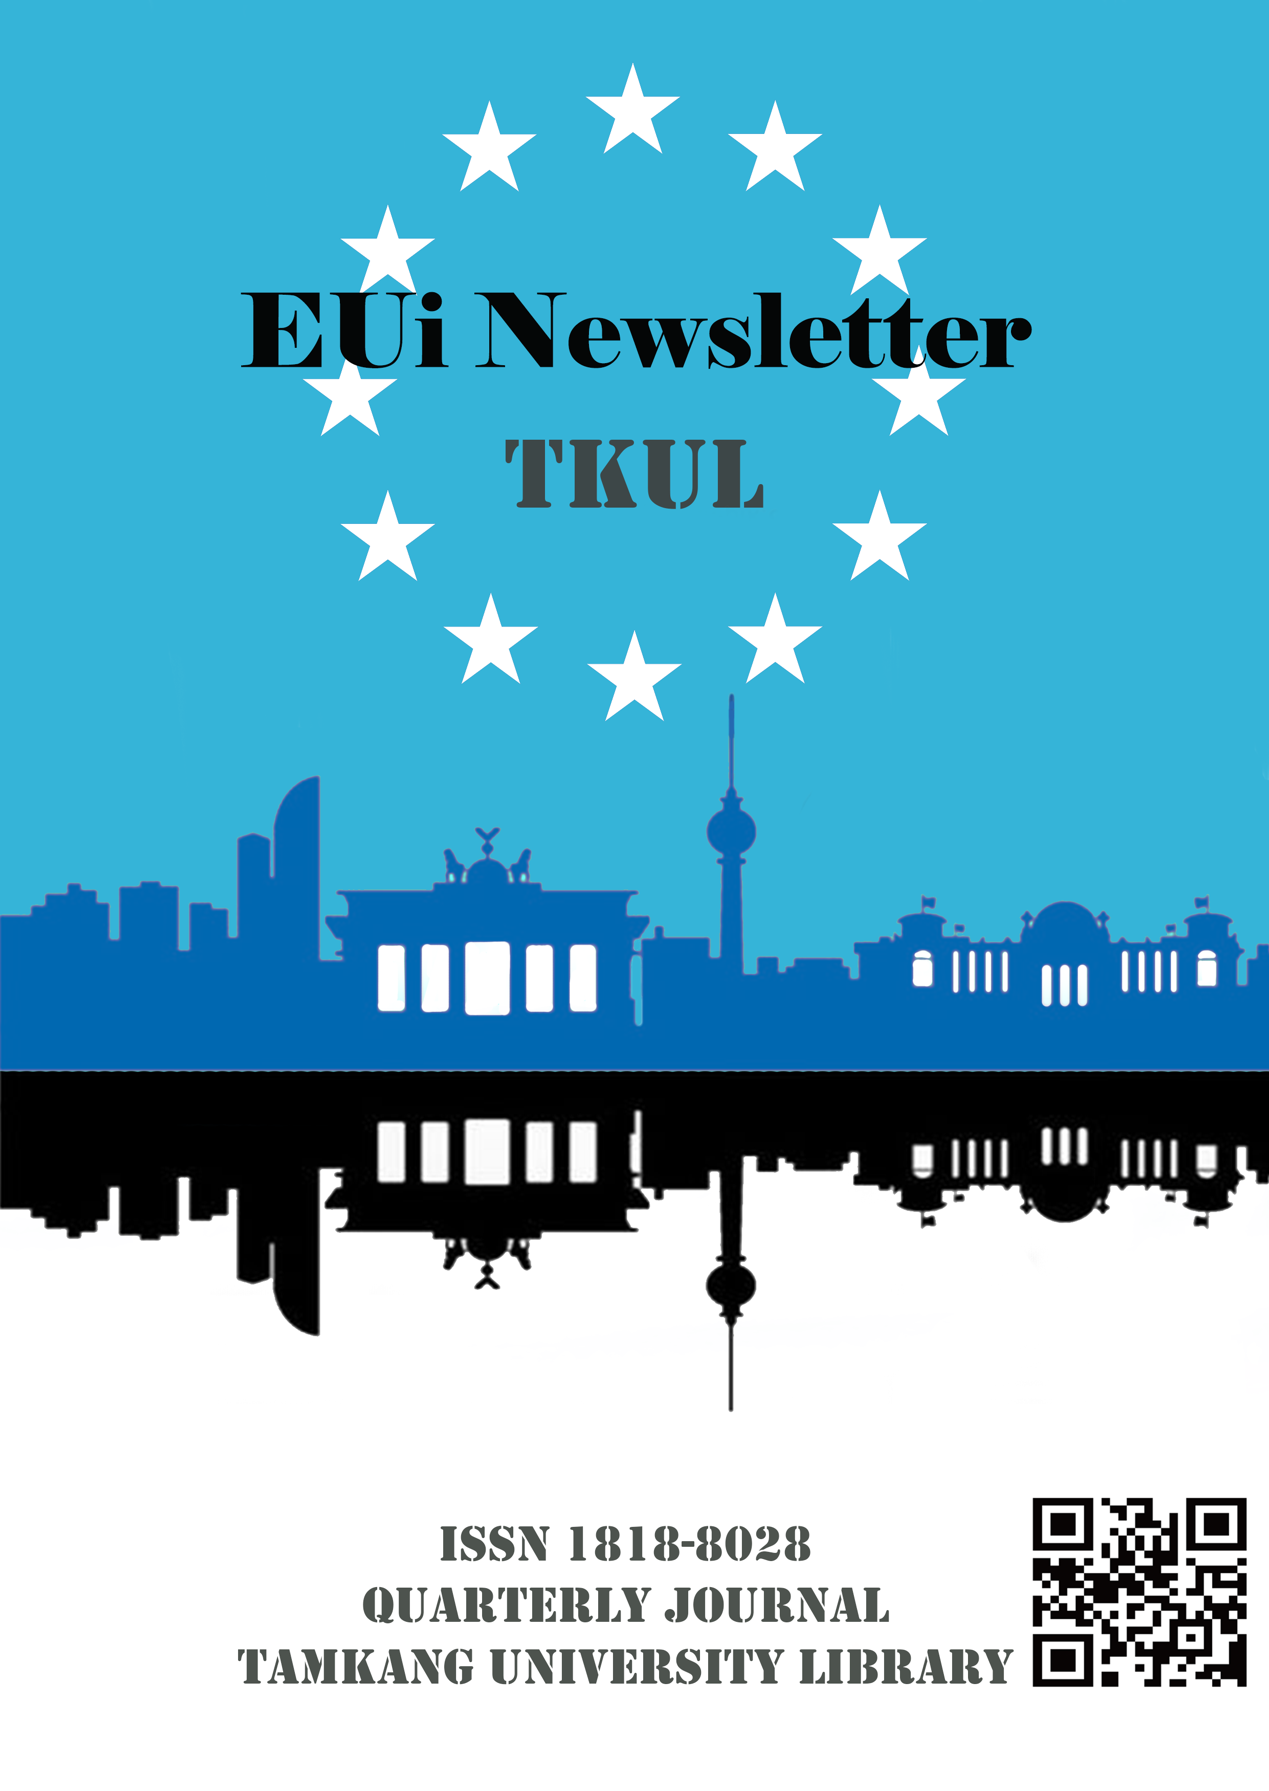 EUi Newsletter
TKUL
ISSN 1818-8028
QUARTERLY JOURNAL
TAMKANG UNIVERSITY LIBRARY